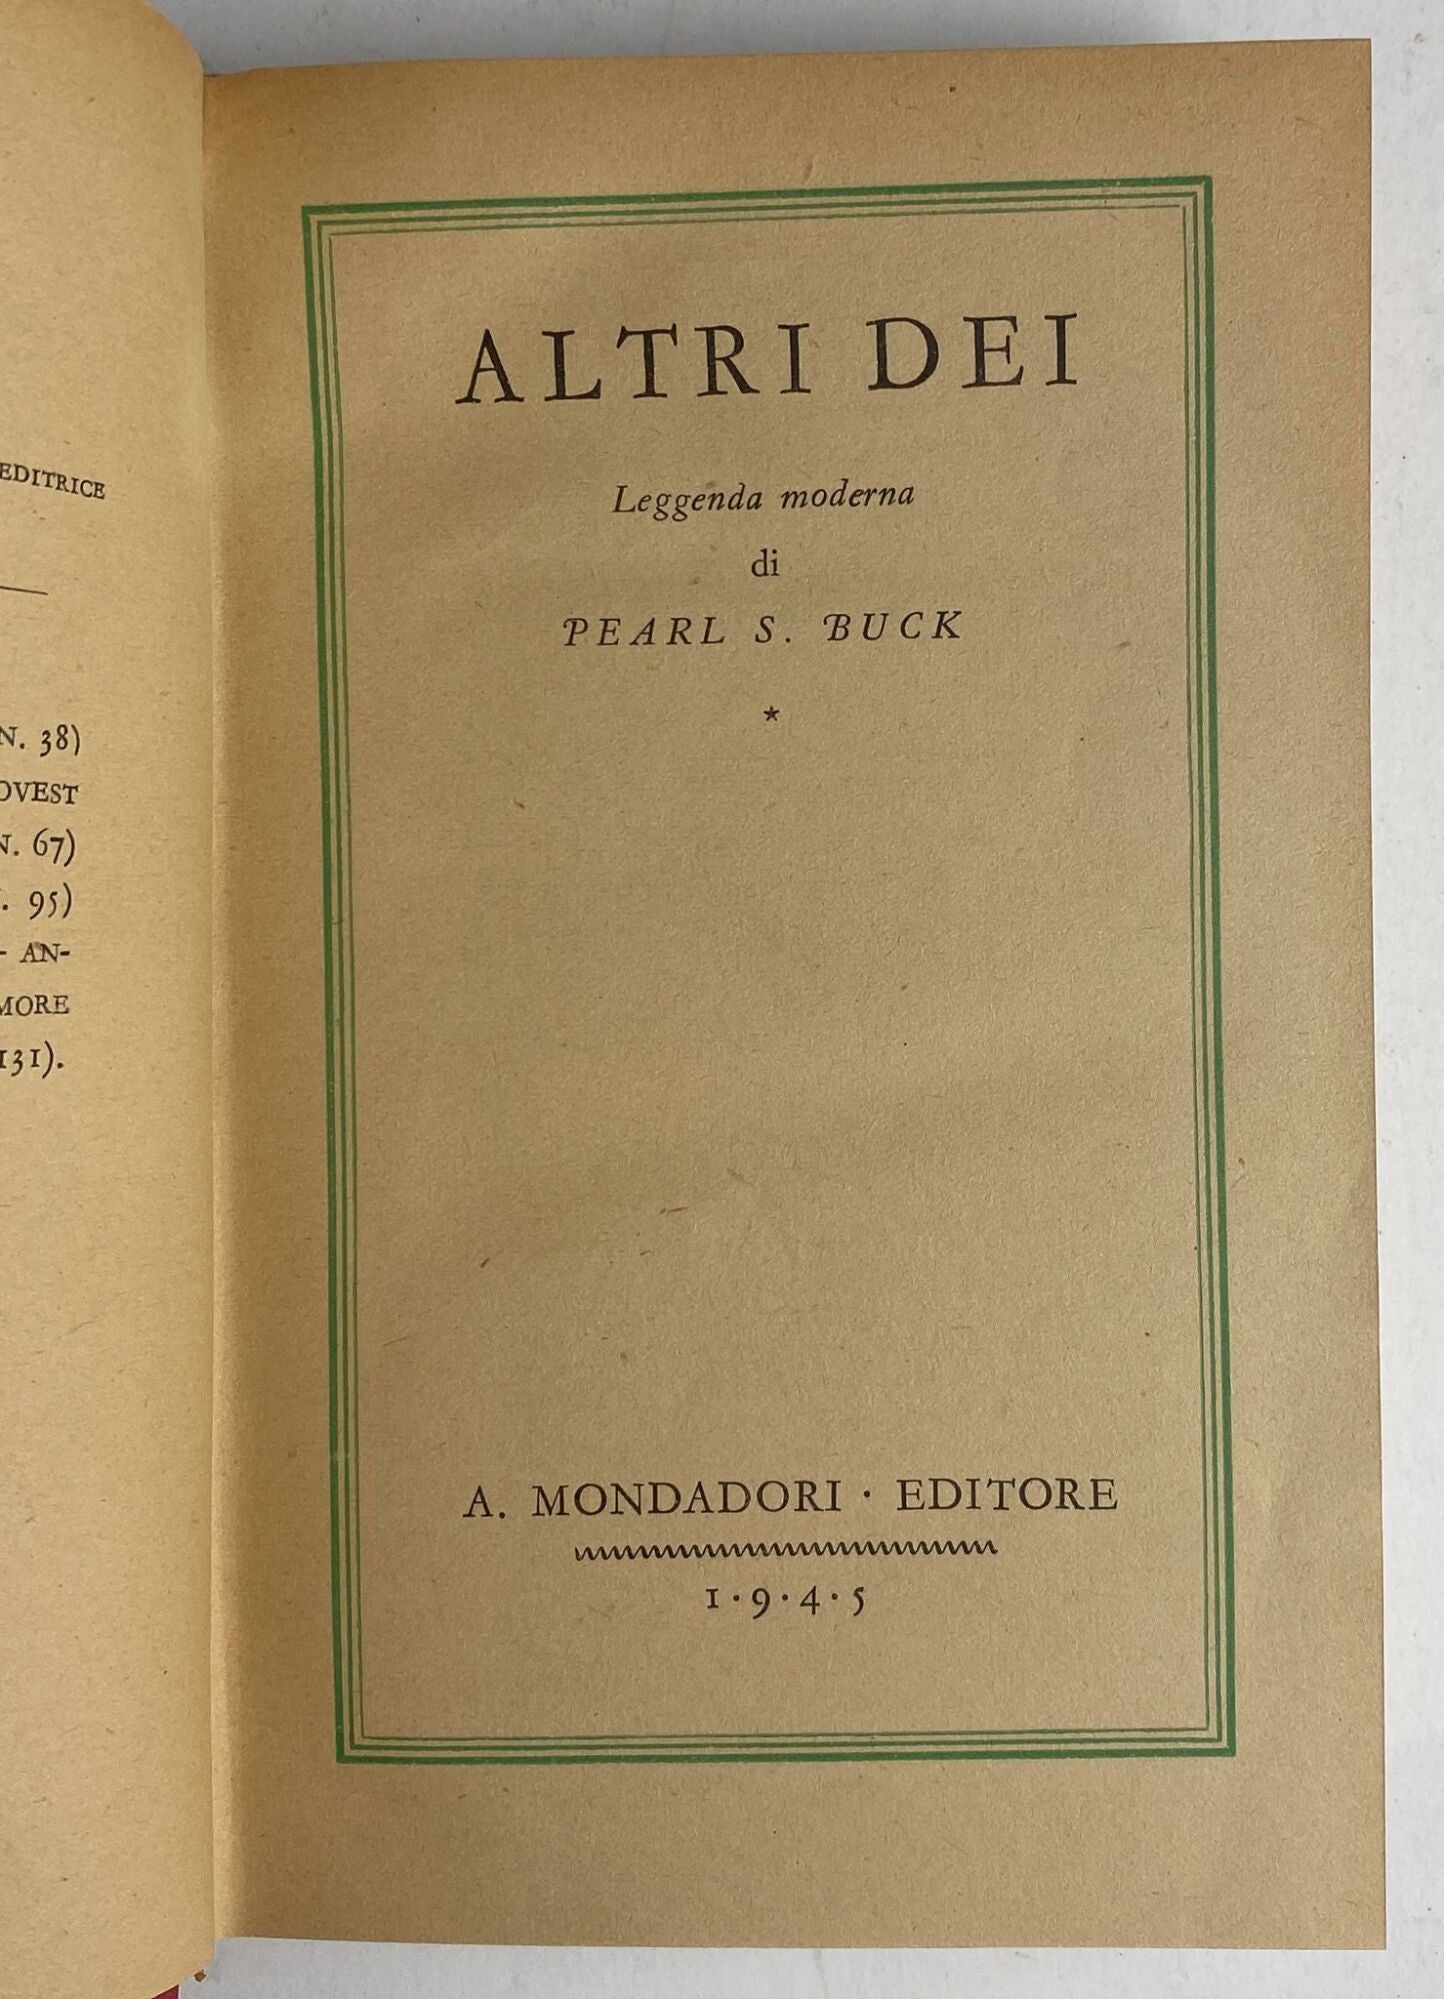 EDITRICE
N. 38)
OVEST
N. 67)
. 95)
- AN-
MORE
131).
ALTRI DEI
Leggenda moderna
di
PEARL S. BUCK
*
A. MONDADORI · EDITORE
1·9·4·5